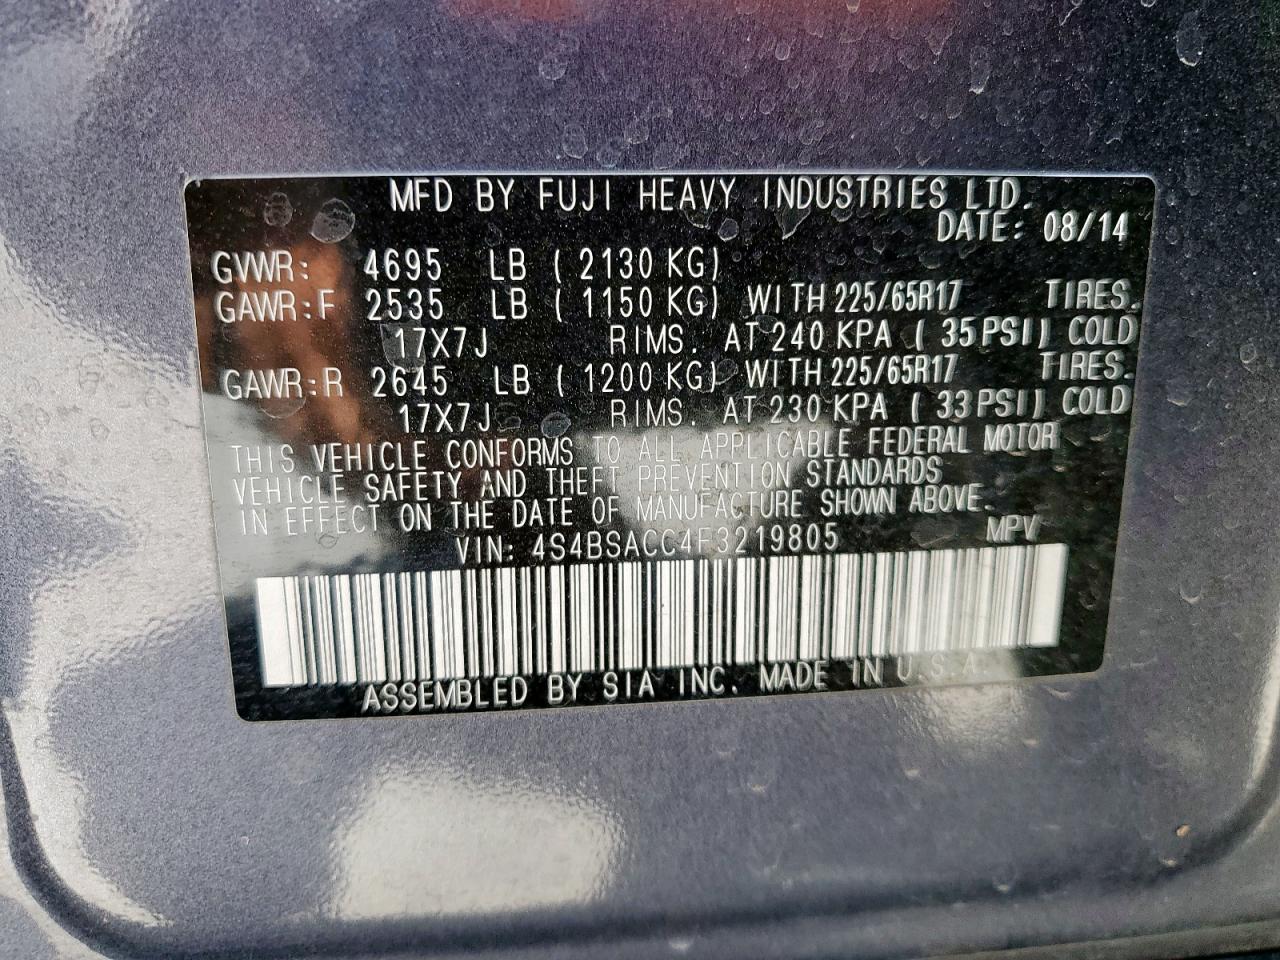 MFD BY FUJI HEAVY INDUSTRIES LTD.
DATE: 08/14
GVWR: 4695 LB (2130 KG)
GAWR:F 2535 LB (1150 KG) WITH 225/65R17 TIRES.
17X7J RIMS. AT 240 KPA (35PSI) COLD
GAWR:R 2645 LB (1200 KG) WITH 225/65R17 TIRES.
17X7J RIMS. AT 230 KPA (33PSI) COLD
THIS VEHICLE CONFORMS TO ALL APPLICABLE FEDERAL MOTOR
VEHICLE SAFETY AND THEFT PREVENTION STANDARDS
IN EFFECT ON THE DATE OF MANUFACTURE SHOWN ABOVE.
VIN: 4S4BSACC4F3219805 MPV
ASSEMBLED BY SIA INC. MADE IN U.S.A.